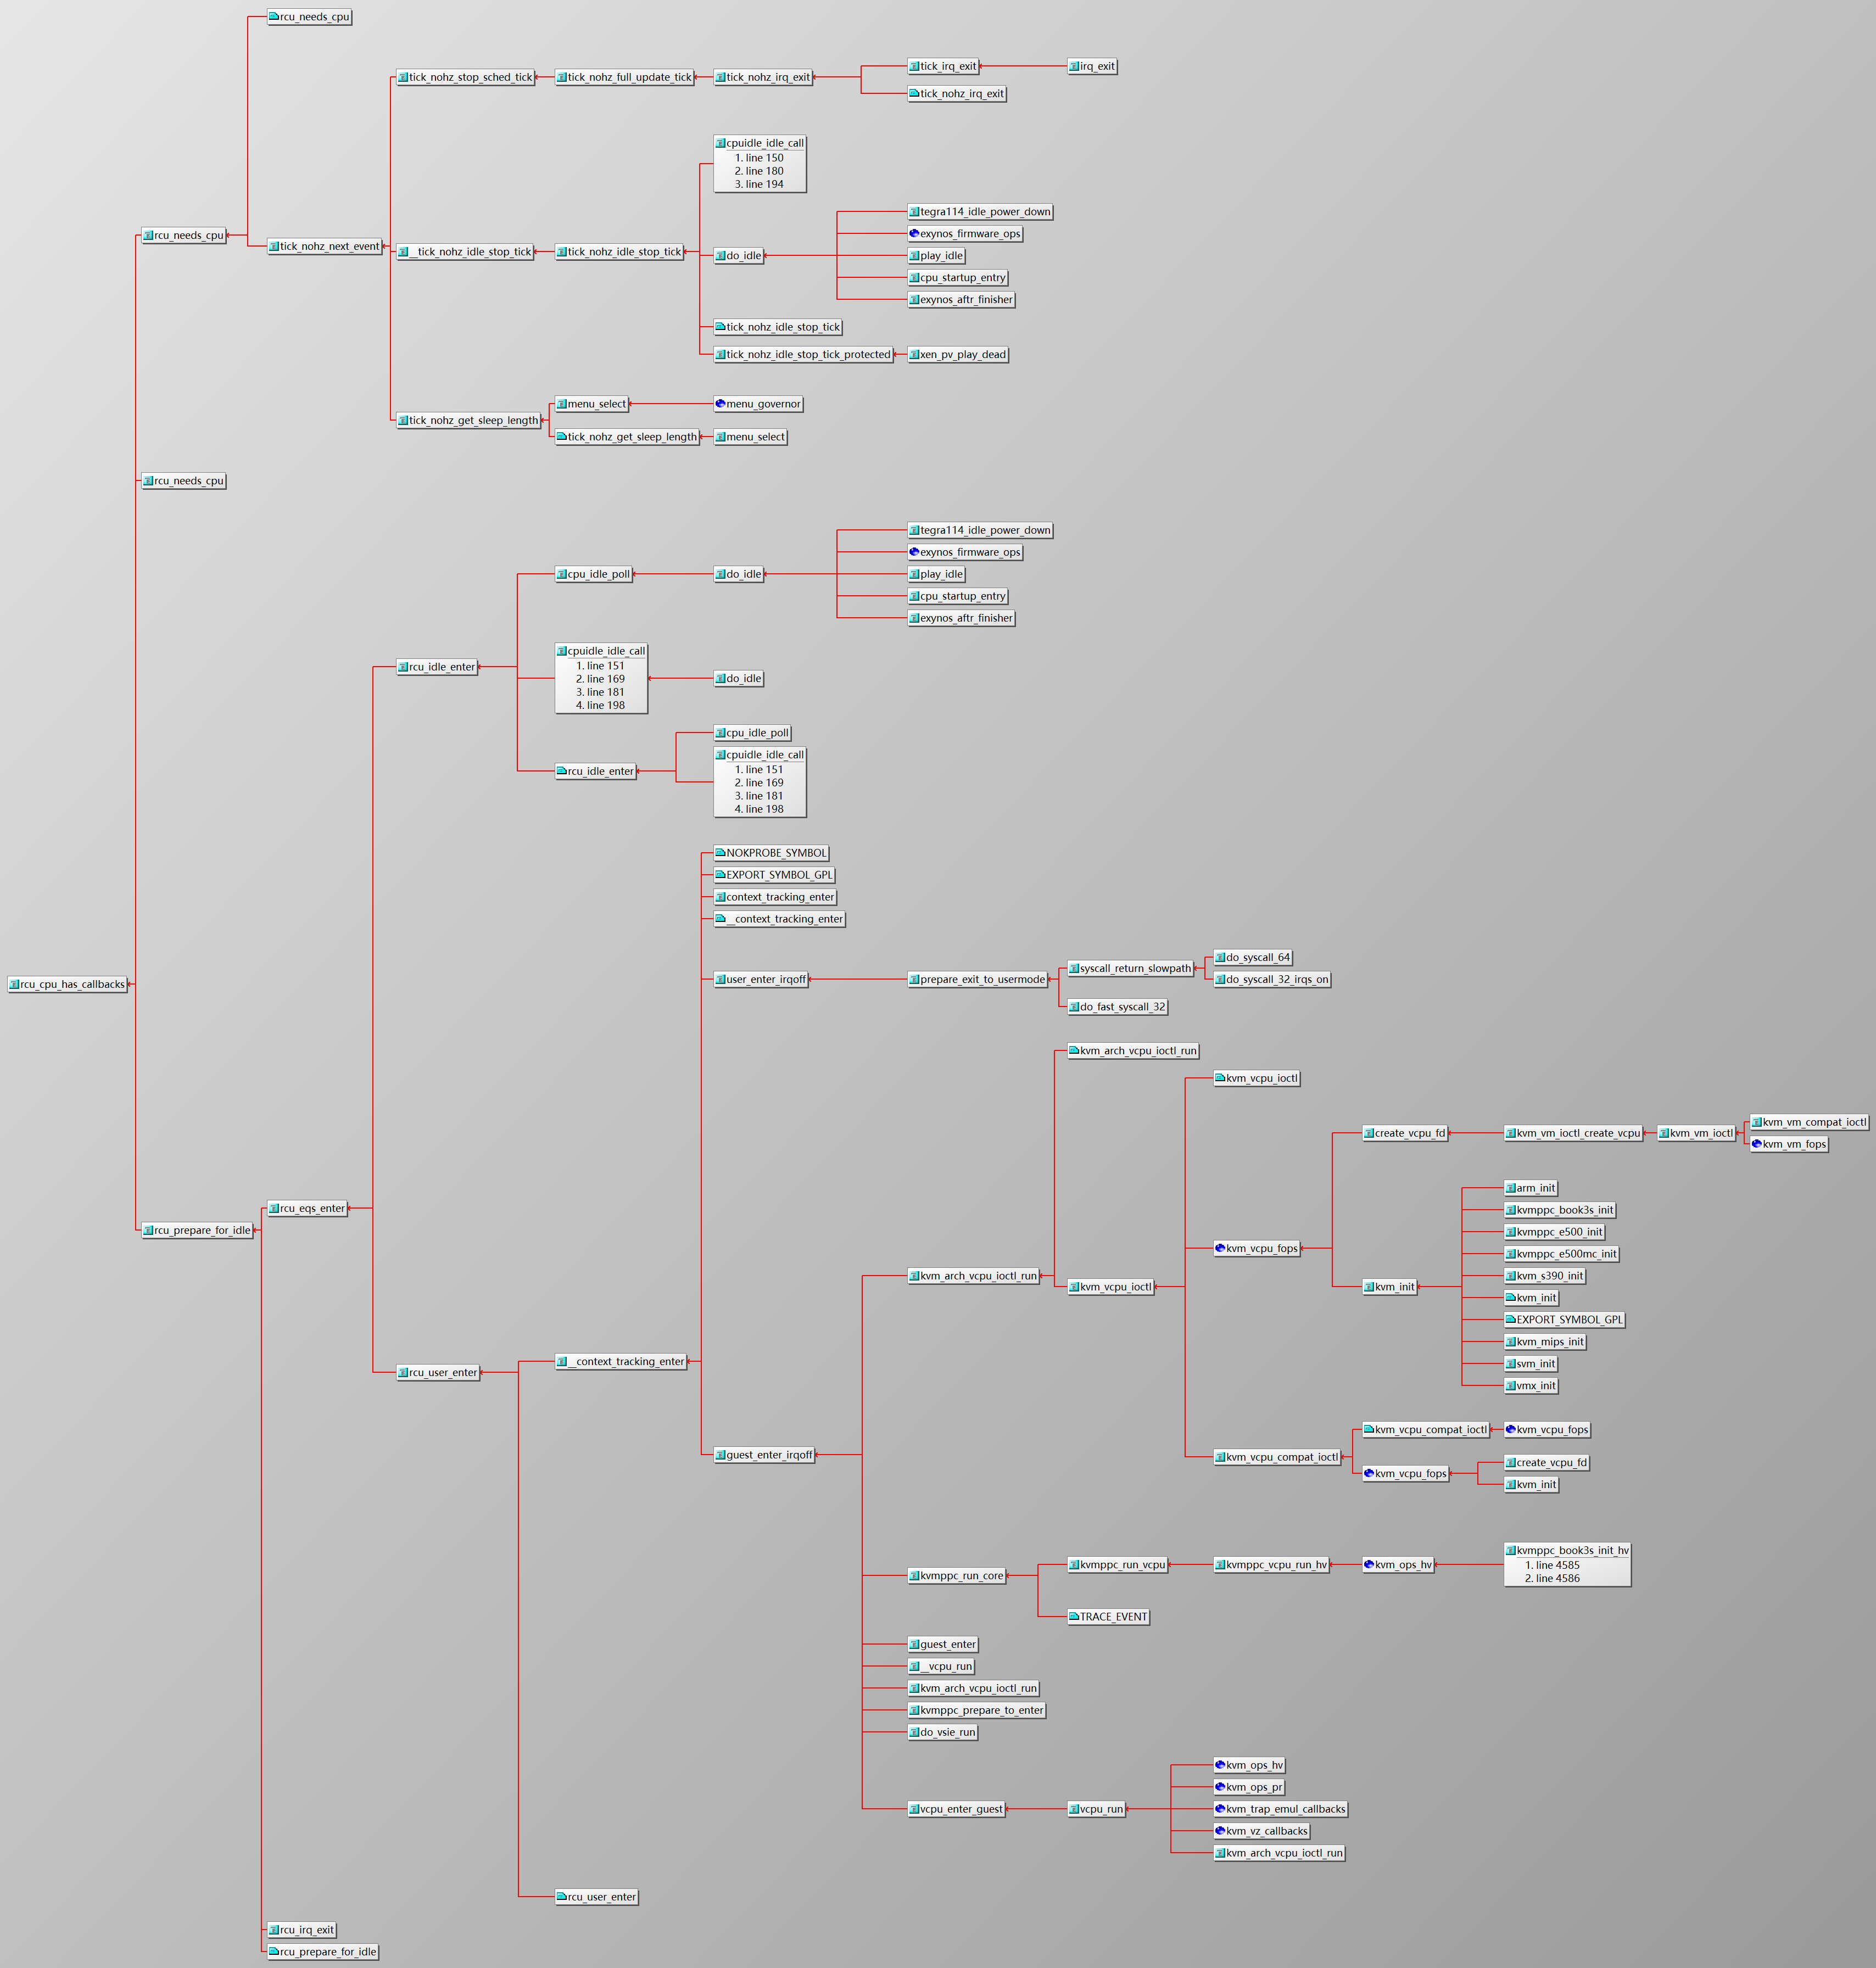 rcu_needs_cpu
tick_irq_exit
irq_exit
tick_nohz_stop_sched_tick
tick_nohz_full_update_tick
tick_nohz_irq_exit
tick_nohz_irq_exit
cpuidle_idle_call
1. line 150
2. line 180
3. line 194
tegra114_idle_power_down
exynos_firmware_ops
rcu_needs_cpu
tick_nohz_next_event
__tick_nohz_idle_stop_tick
tick_nohz_idle_stop_tick
do_idle
play_idle
cpu_startup_entry
exynos_aftr_finisher
tick_nohz_idle_stop_tick
tick_nohz_idle_stop_tick_protected
xen_pv_play_dead
menu_select
menu_governor
tick_nohz_get_sleep_length
tick_nohz_get_sleep_length
menu_select
rcu_needs_cpu
tegra114_idle_power_down
exynos_firmware_ops
cpu_idle_poll
do_idle
play_idle
cpu_startup_entry
exynos_aftr_finisher
rcu_idle_enter
cpuidle_idle_call
1. line 151
2. line 169
3. line 181
4. line 198
do_idle
cpu_idle_poll
rcu_idle_enter
cpuidle_idle_call
1. line 151
2. line 169
3. line 181
4. line 198
NOKPROBE_SYMBOL
EXPORT_SYMBOL_GPL
context_tracking_enter
__context_tracking_enter
rcu_cpu_has_callbacks
user_enter_irqoff
prepare_exit_to_usermode
syscall_return_slowpath
do_syscall_64
do_syscall_32_irqs_on
do_fast_syscall_32
kvm_arch_vcpu_ioctl_run
kvm_vcpu_ioctl
create_vcpu_fd
kvm_vm_ioctl_create_vcpu
kvm_vm_ioctl
kvm_vm_compat_ioctl
kvm_vm_fops
rcu_prepare_for_idle
rcu_eqs_enter
arm_init
kvmppc_book3s_init
kvmppc_e500_init
kvm_vcpu_fops
kvmppc_e500mc_init
kvm_s390_init
kvm_arch_vcpu_ioctl_run
kvm_vcpu_ioctl
kvm_init
kvm_init
EXPORT_SYMBOL_GPL
kvm_mips_init
svm_init
vmx_init
rcu_user_enter
__context_tracking_enter
guest_enter_irqoff
kvm_vcpu_compat_ioctl
kvm_vcpu_compat_ioctl
kvm_vcpu_fops
kvm_vcpu_fops
create_vcpu_fd
kvm_init
kvmppc_run_core
kvmppc_run_vcpu
kvmppc_vcpu_run_hv
kvm_ops_hv
kvmppc_book3s_init_hv
1. line 4585
2. line 4586
TRACE_EVENT
guest_enter
__vcpu_run
kvm_arch_vcpu_ioctl_run
kvmppc_prepare_to_enter
do_vsie_run
vcpu_enter_guest
vcpu_run
kvm_ops_hv
kvm_ops_pr
kvm_trap_emul_callbacks
kvm_vz_callbacks
kvm_arch_vcpu_ioctl_run
rcu_user_enter
rcu_irq_exit
rcu_prepare_for_idle